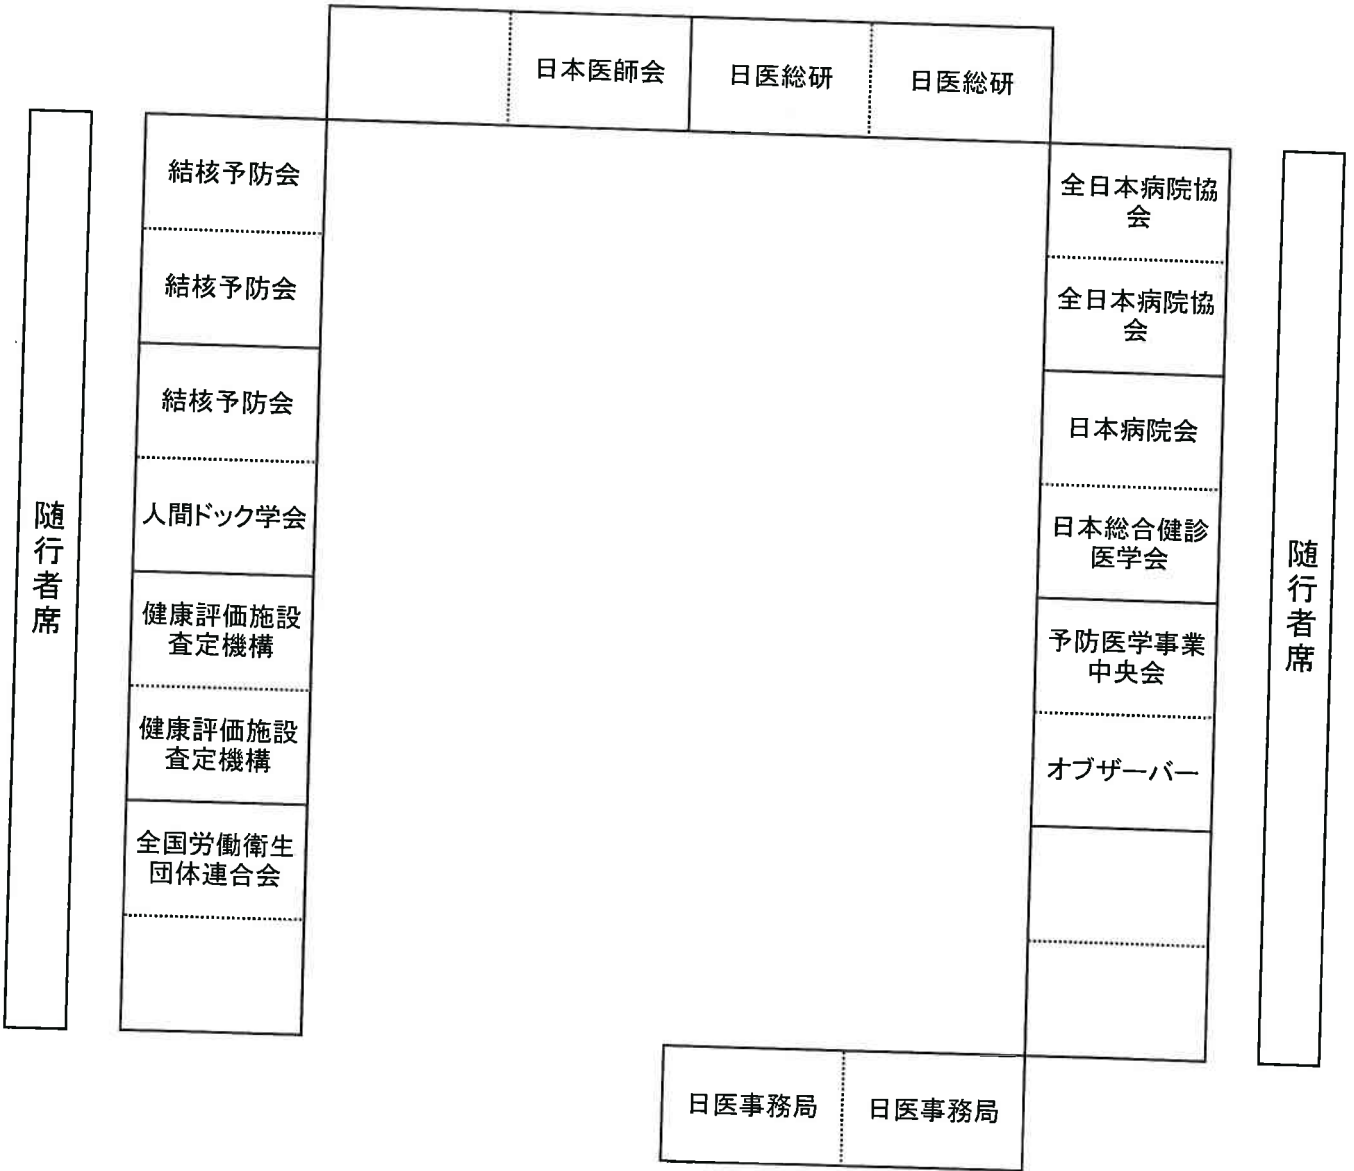 日本医師会
日医総研
日医総研
随行者席
結核予防会
結核予防会
結核予防会
人間ドック学会
健康評価施設
査定機構
健康評価施設
査定機構
全国労働衛生
団体連合会
全日本病院協
会
全日本病院協
会
日本病院会
日本総合健診
医学会
予防医学事業
中央会
オブザーバー
随行者席
日医事務局
日医事務局